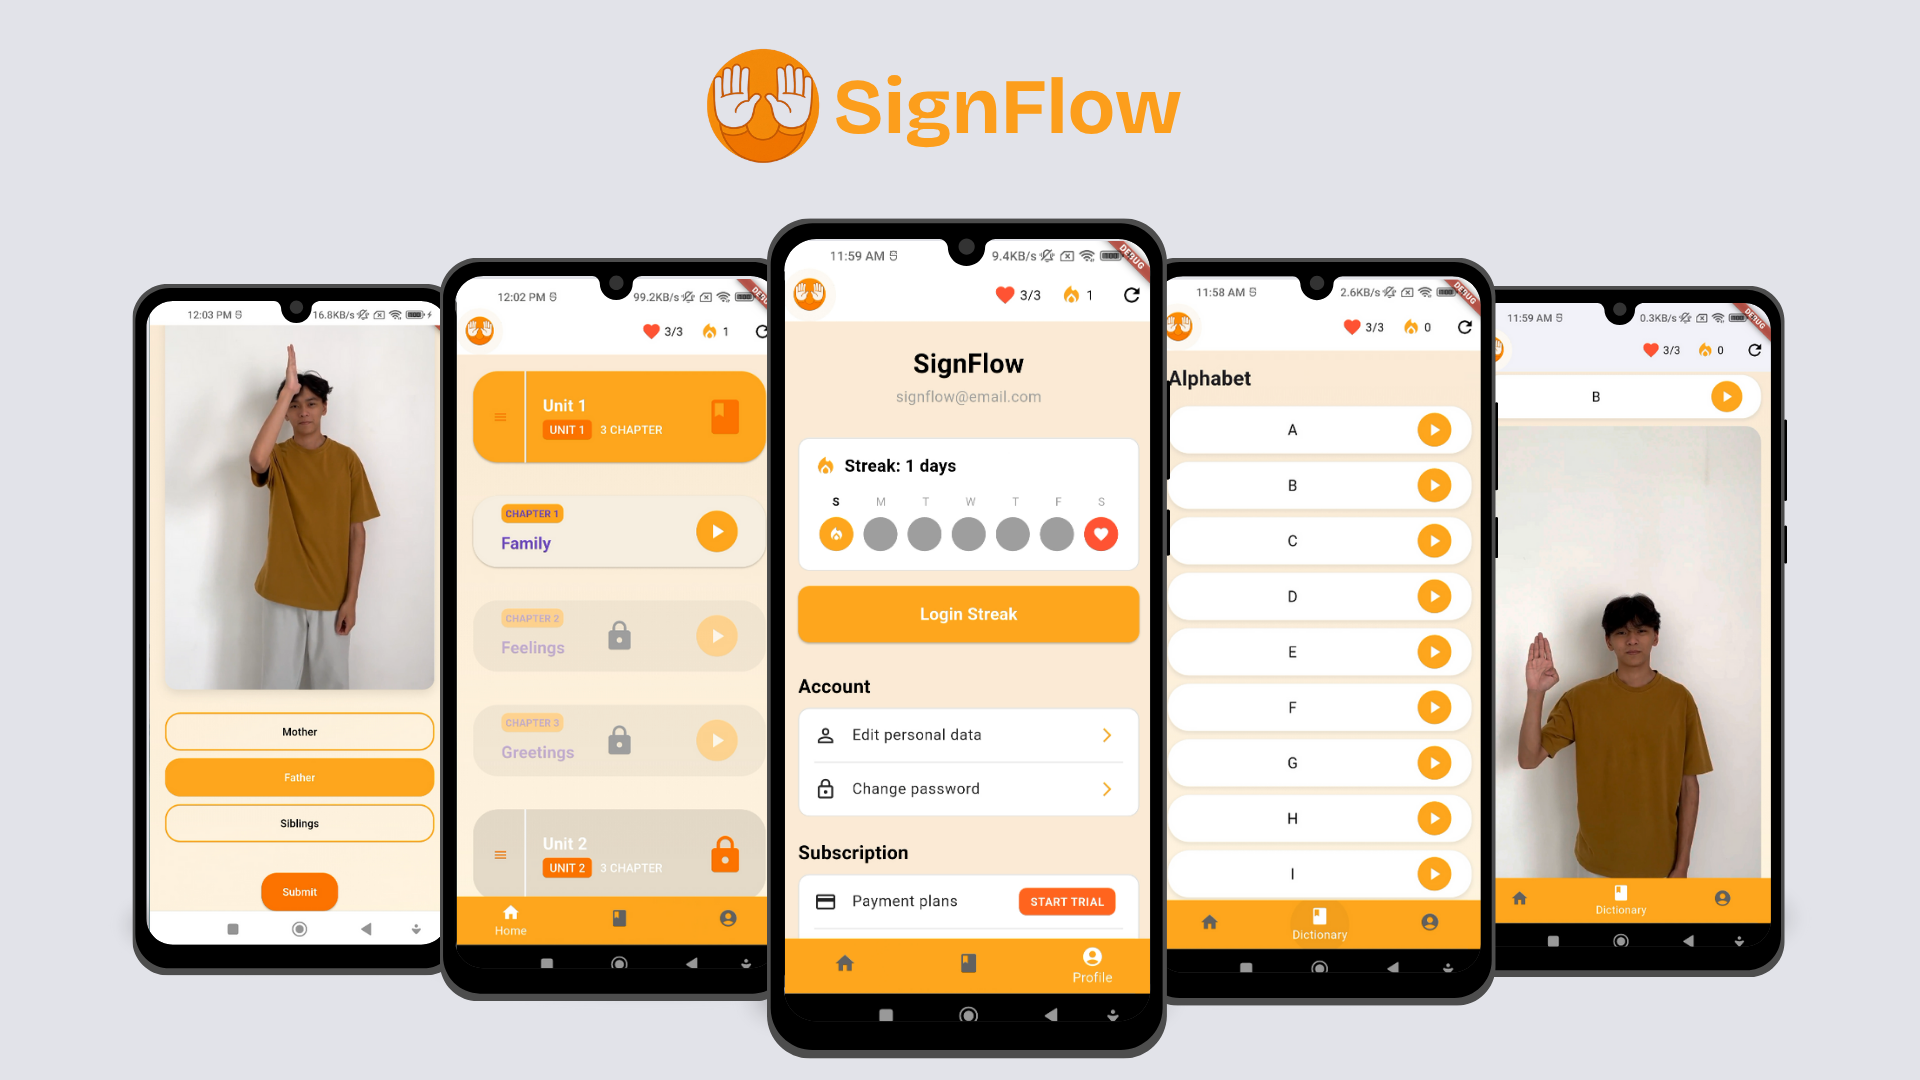 SignFlow
12:03 PM
16.8KB/s
Mother
Father
Siblings
Submit
12:02 PM
99.2KB/s
3/3
1
Unit 1
UNIT 1
3 CHAPTER
CHAPTER 1
Family
CHAPTER 2
Feelings
CHAPTER 3
Greetings
Unit 2
UNIT 2
3 CHAPTER
Home
11:59 AM
9.4KB/s
DEBUG
3/3
1
SignFlow
signflow@email.com
Streak: 1 days
S M T W T F S
Login Streak
Account
Edit personal data
Change password
Subscription
Payment plans
START TRIAL
Profile
11:58 AM
2.6KB/s
DEBUG
3/3
0
Alphabet
A
B
C
D
E
F
G
H
I
Dictionary
11:59 AM
0.3KB/s
DEBUG
3/3
0
B
Dictionary